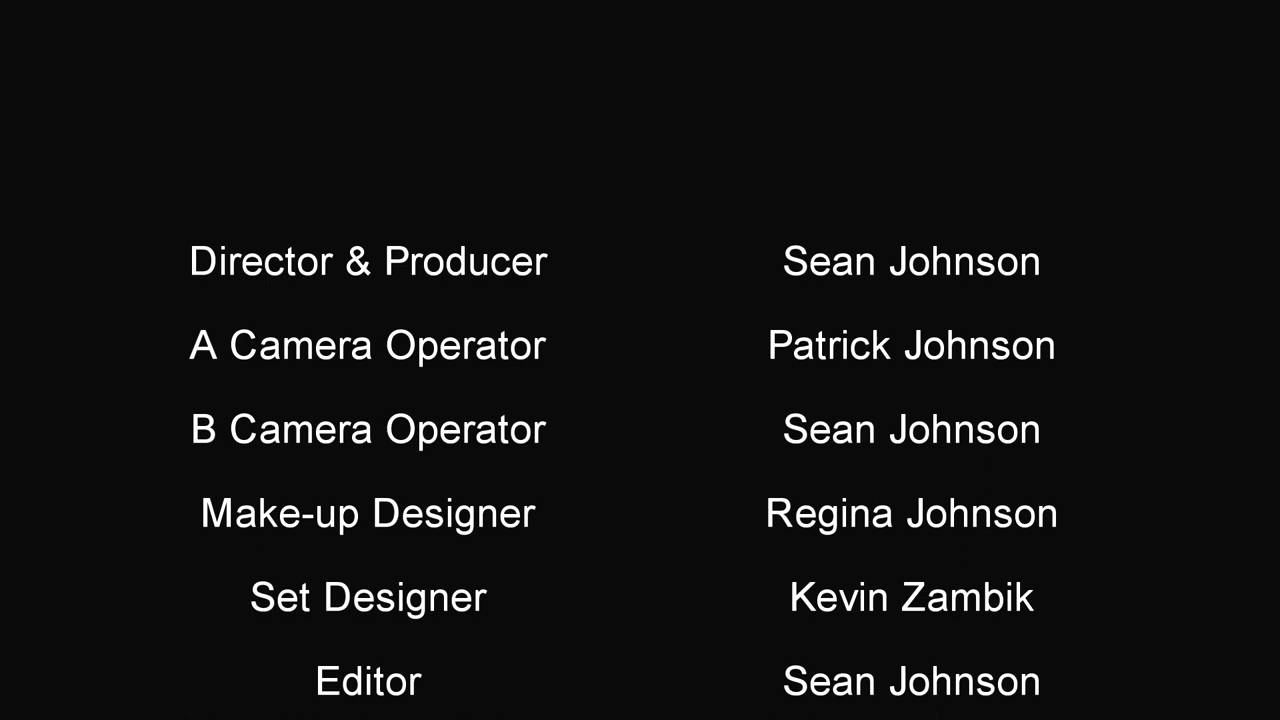 Director & Producer Sean Johnson
A Camera Operator Patrick Johnson
B Camera Operator Sean Johnson
Make-up Designer Regina Johnson
Set Designer Kevin Zambik
Editor Sean Johnson